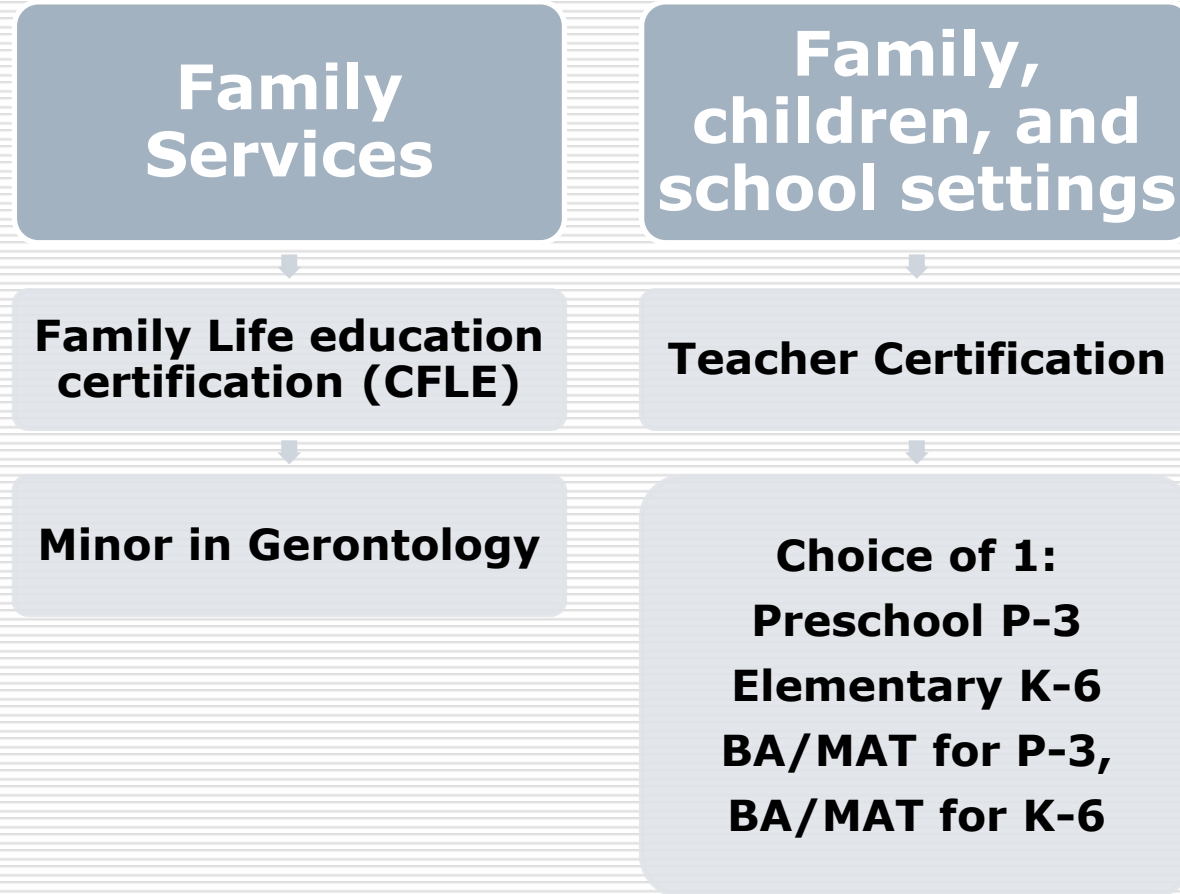 Family
Services
Family Life education
certification (CFLE)
Minor in Gerontology
Family,
children, and
school settings
Teacher Certification
Choice of 1:
Preschool P-3
Elementary K-6
BA/MAT for P-3,
BA/MAT for K-6